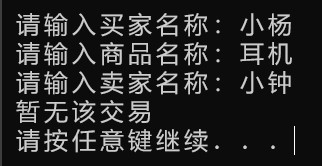 请输入买家名称：小杨
请输入商品名称：耳机
请输入卖家名称：小钟
暂无该交易
请按任意键继续. . .